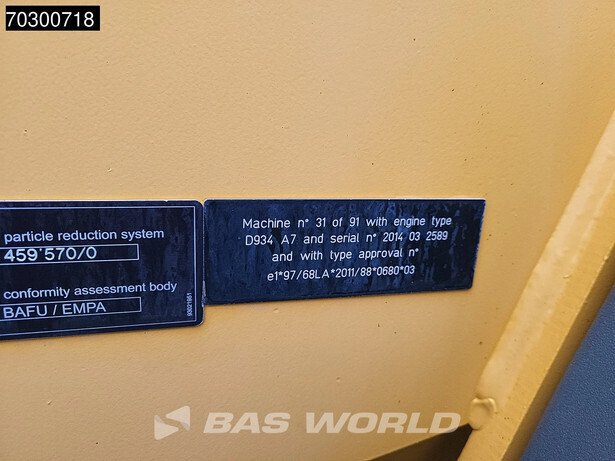 70300718
particle reduction system
459'570/0
conformity assessment body
BAFU / EMPA
93021951
Machine n° 31 of 91 with engine type
D934 A7 and serial n° 2014 03 2589
and with type approval n°
e1*97/68LA*2011/88*0680*03
BAS WORLD